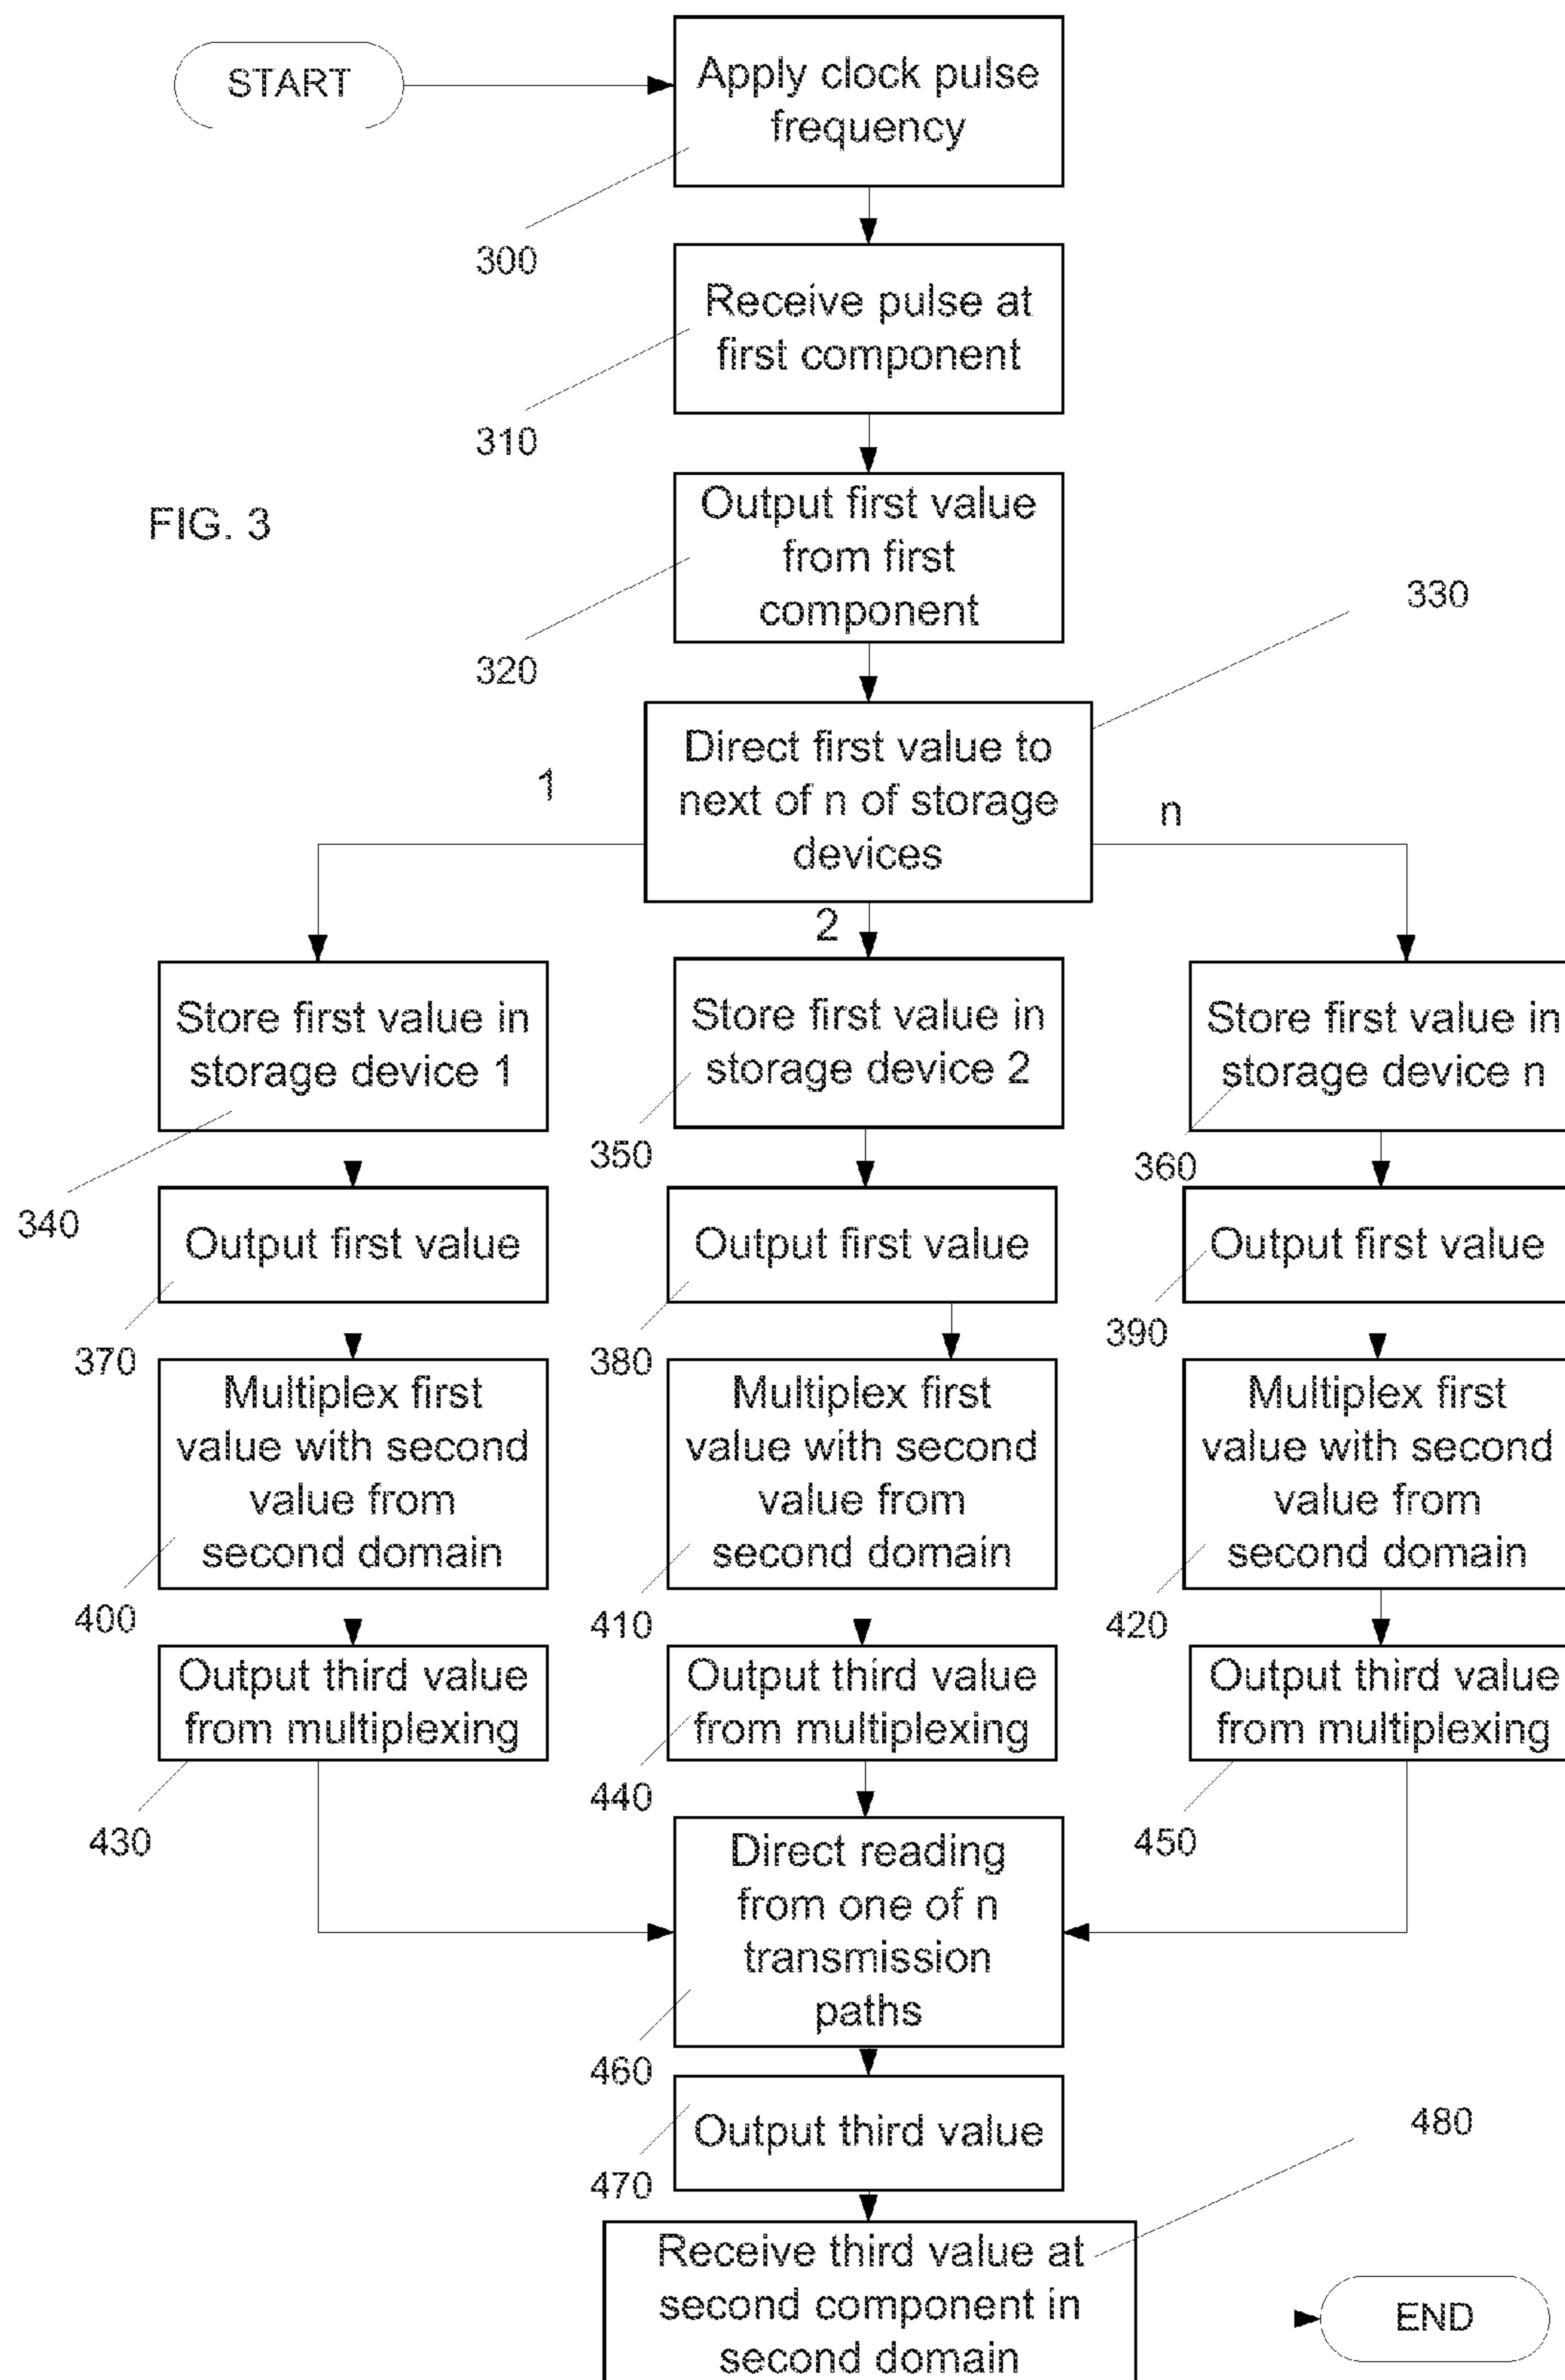 START
Apply clock pulse
frequency
300
Receive pulse at
first component
310
FIG. 3
Output first value
from first
component
320
330
Direct first value to
next of n of storage
devices
1
2
n
Store first value in
storage device 1
340
Store first value in
storage device 2
350
Store first value in
storage device n
360
Output first value
370
Output first value
380
Output first value
390
Multiplex first
value with second
value from
second domain
400
Multiplex first
value with second
value from
second domain
410
Multiplex first
value with second
value from
second domain
420
Output third value
from multiplexing
430
Output third value
from multiplexing
440
Output third value
from multiplexing
450
Direct reading
from one of n
transmission
paths
460
Output third value
470
480
Receive third value at
second component in
second domain
END